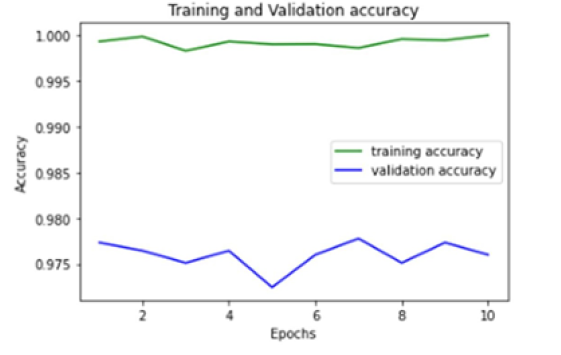 Training and Validation accuracy
1.000
0.995
0.990
0.985
0.980
0.975
Accuracy
training accuracy
validation accuracy
2 4 6 8 10
Epochs